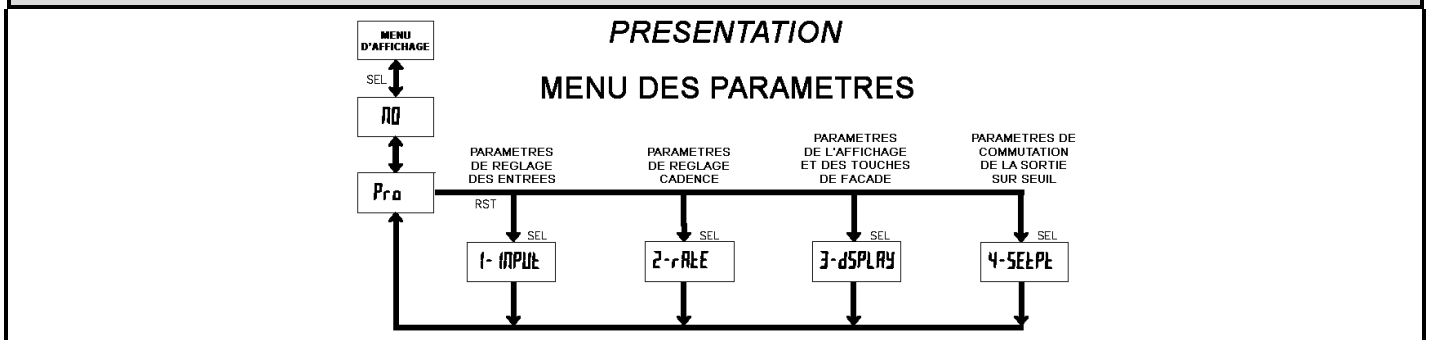 PRESENTATION
MENU DES PARAMETRES
MENU
D'AFFICHAGE
SEL
NO
Pro
RST
PARAMETRES
DE REGLAGE
DES ENTREES
SEL
1-INPUt
PARAMETRES
DE REGLAGE
CADENCE
SEL
2-rAtE
PARAMETRES
DE L'AFFICHAGE
ET DES TOUCHES
DE FACADE
SEL
3-dSPLAY
PARAMETRES DE
COMMUTATION
DE LA SORTIE
SUR SEUIL
SEL
4-SEtPt